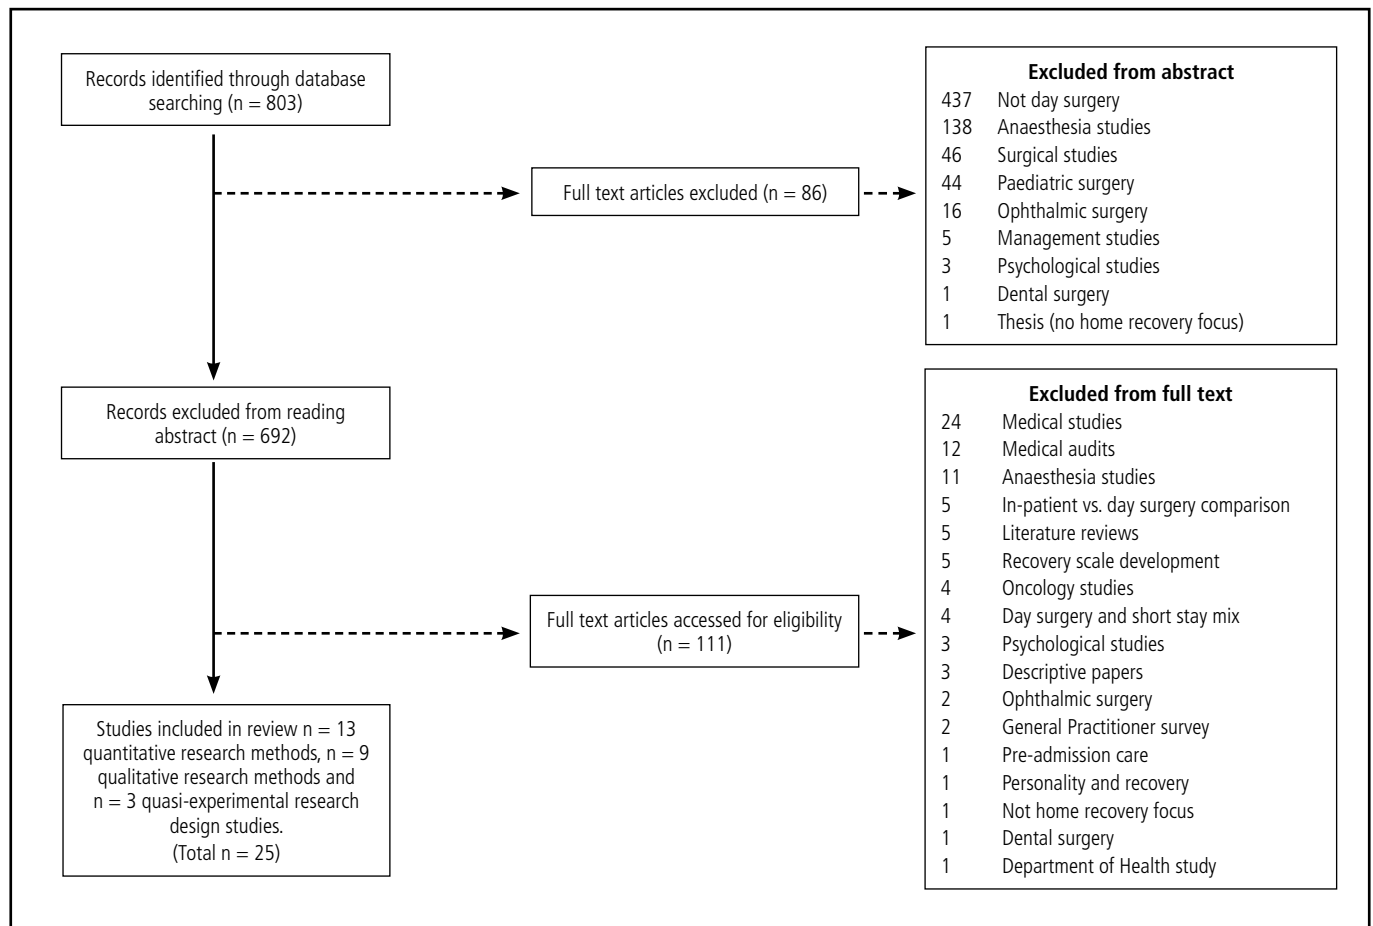 Records identified through database
searching (n = 803)
Full text articles excluded (n = 86)
Excluded from abstract
437 Not day surgery
138 Anaesthesia studies
46 Surgical studies
44 Paediatric surgery
16 Ophthalmic surgery
5 Management studies
3 Psychological studies
1 Dental surgery
1 Thesis (no home recovery focus)
Records excluded from reading
abstract (n = 692)
Full text articles accessed for eligibility
(n = 111)
Excluded from full text
24 Medical studies
12 Medical audits
11 Anaesthesia studies
5 In-patient vs. day surgery comparison
5 Literature reviews
5 Recovery scale development
4 Oncology studies
4 Day surgery and short stay mix
3 Psychological studies
3 Descriptive papers
2 Ophthalmic surgery
2 General Practitioner survey
1 Pre-admission care
1 Personality and recovery
1 Not home recovery focus
1 Dental surgery
1 Department of Health study
Studies included in review n = 13
quantitative research methods, n = 9
qualitative research methods and
n = 3 quasi-experimental research
design studies.
(Total n = 25)